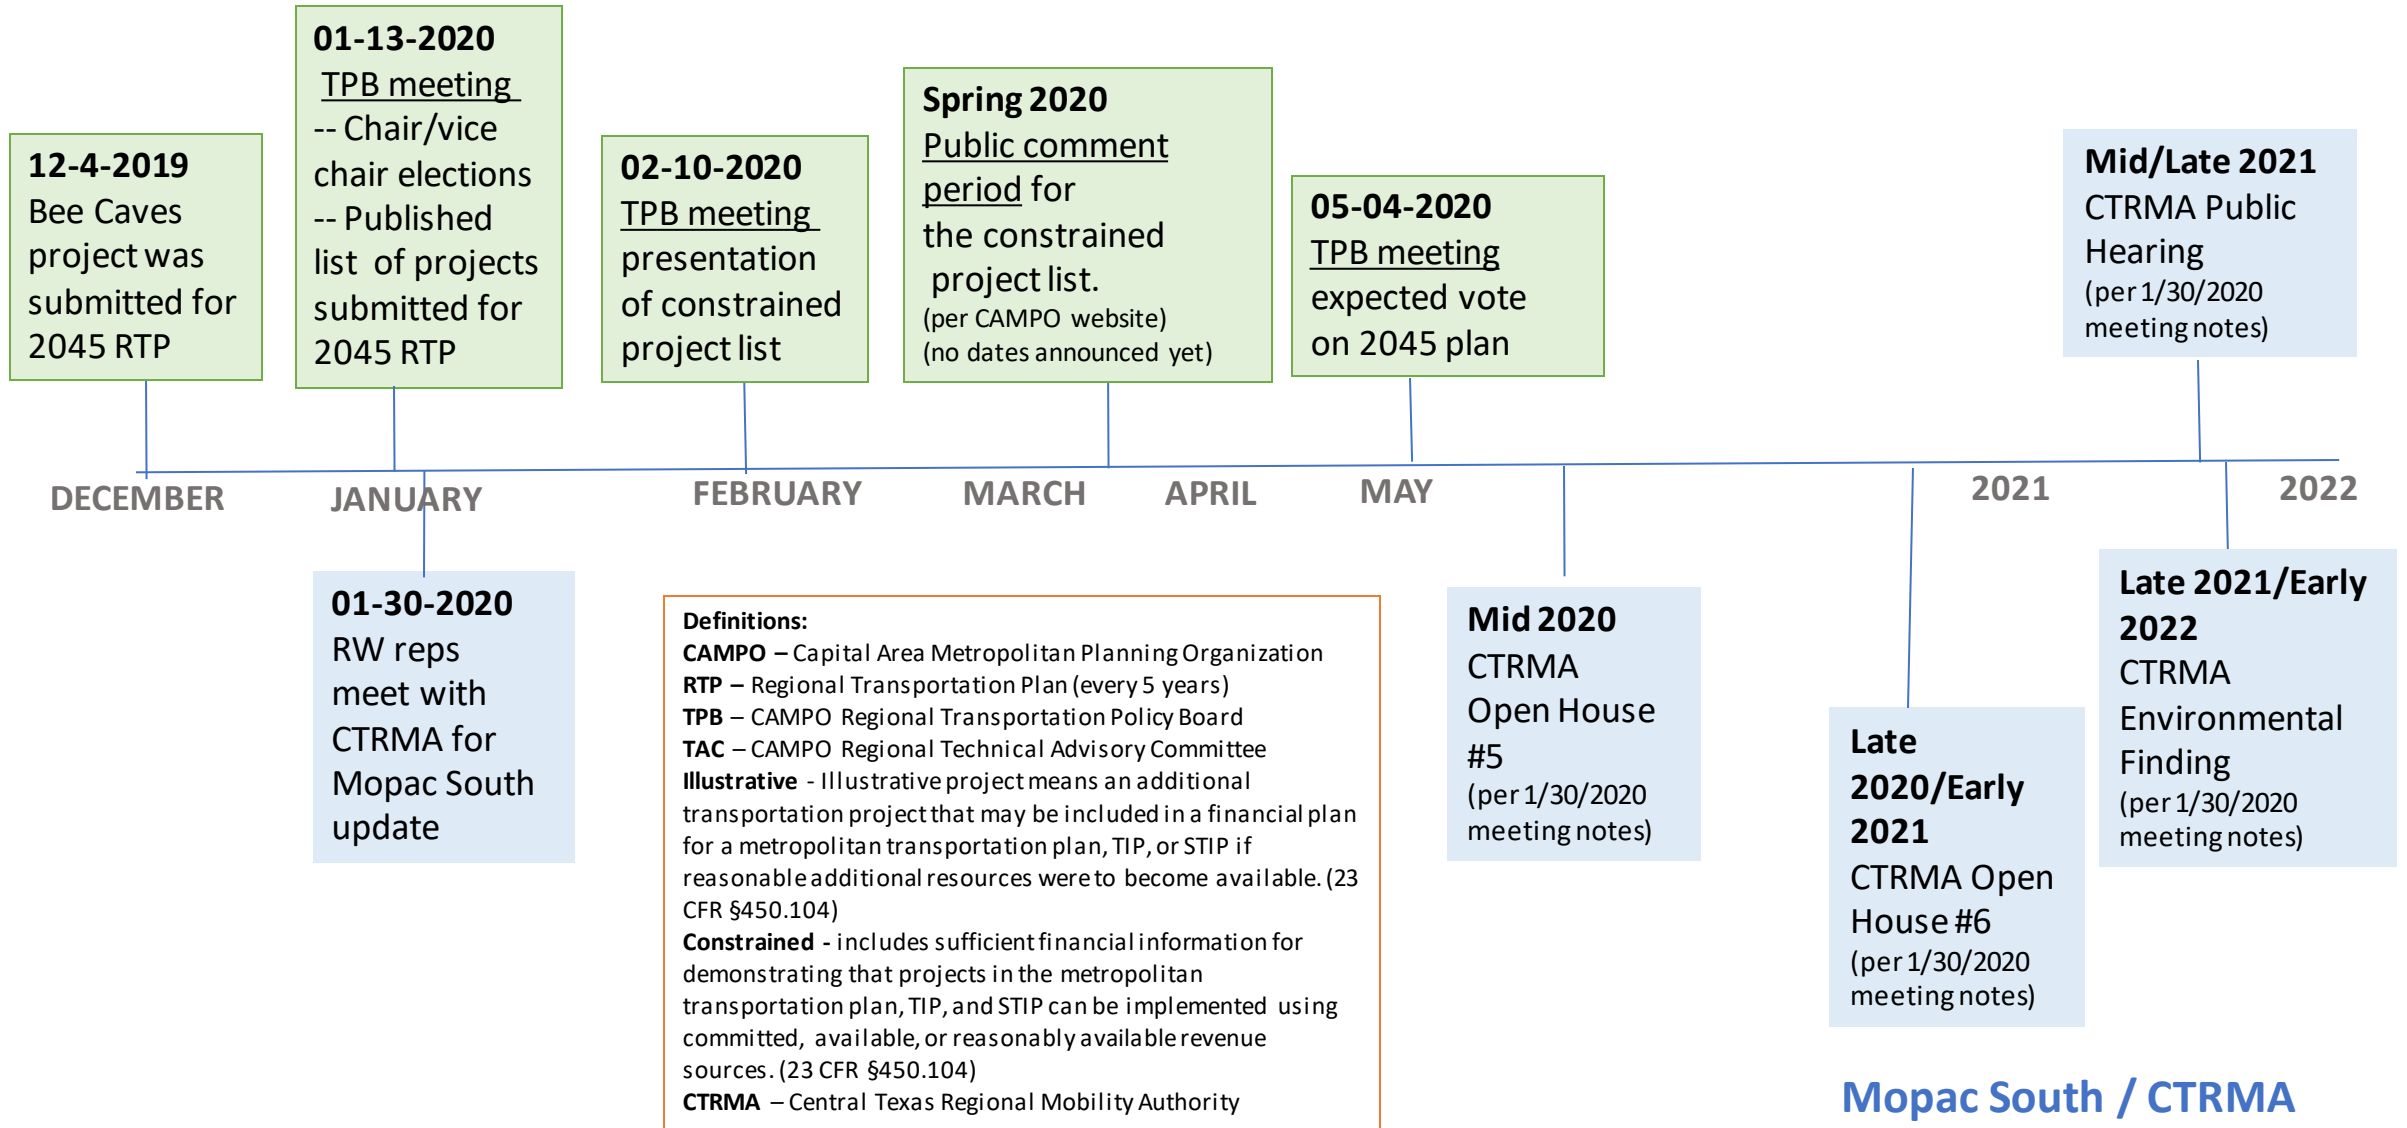 12-4-2019
Bee Caves
project was
submitted for
2045 RTP
01-13-2020
TPB meeting
-- Chair/vice
chair elections
-- Published
list of projects
submitted for
2045 RTP
02-10-2020
TPB meeting
presentation
of constrained
project list
Spring 2020
Public comment
period for
the constrained
project list.
(per CAMPO website)
(no dates announced yet)
05-04-2020
TPB meeting
expected vote
on 2045 plan
Mid/Late 2021
CTRMA Public
Hearing
(per 1/30/2020
meeting notes)
DECEMBER
JANUARY
FEBRUARY
MARCH
APRIL
MAY
2021
2022
01-30-2020
RW reps
meet with
CTRMA for
Mopac South
update
Definitions:
CAMPO – Capital Area Metropolitan Planning Organization
RTP – Regional Transportation Plan (every 5 years)
TPB – CAMPO Regional Transportation Policy Board
TAC – CAMPO Regional Technical Advisory Committee
Illustrative - Illustrative project means an additional
transportation project that may be included in a financial plan
for a metropolitan transportation plan, TIP, or STIP if
reasonable additional resources were to become available. (23
CFR §450.104)
Constrained - includes sufficient financial information for
demonstrating that projects in the metropolitan
transportation plan, TIP, and STIP can be implemented using
committed, available, or reasonably available revenue
sources. (23 CFR §450.104)
CTRMA – Central Texas Regional Mobility Authority
Mid 2020
CTRMA
Open House
#5
(per 1/30/2020
meeting notes)
Late
2020/Early
2021
CTRMA Open
House #6
(per 1/30/2020
meeting notes)
Late 2021/Early
2022
CTRMA
Environmental
Finding
(per 1/30/2020
meeting notes)
Mopac South / CTRMA